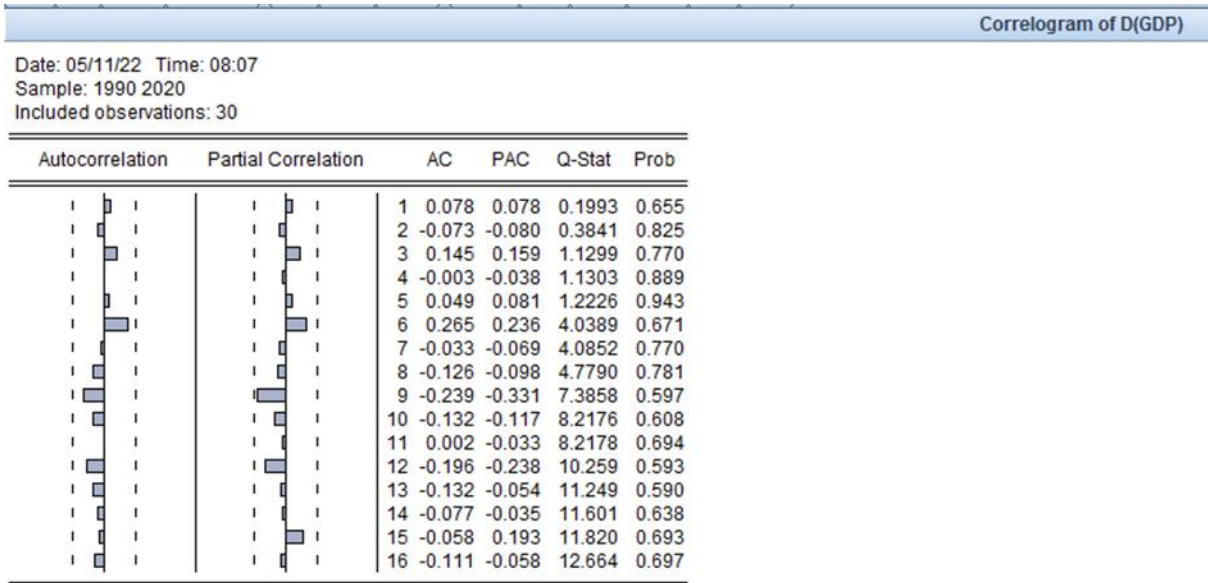 Correlogram of D(GDP)
Date: 05/11/22 Time: 08:07
Sample: 1990 2020
Included observations: 30
Autocorrelation Partial Correlation AC PAC Q-Stat Prob
1 0.078 0.078 0.1993 0.655
2 -0.073 -0.080 0.3841 0.825
3 0.145 0.159 1.1299 0.770
4 -0.003 -0.038 1.1303 0.889
5 0.049 0.081 1.2226 0.943
6 0.265 0.236 4.0389 0.671
7 -0.033 -0.069 4.0852 0.770
8 -0.126 -0.098 4.7790 0.781
9 -0.239 -0.331 7.3858 0.597
10 -0.132 -0.117 8.2176 0.608
11 0.002 -0.033 8.2178 0.694
12 -0.196 -0.238 10.259 0.593
13 -0.132 -0.054 11.249 0.590
14 -0.077 -0.035 11.601 0.638
15 -0.058 0.193 11.820 0.693
16 -0.111 -0.058 12.664 0.697